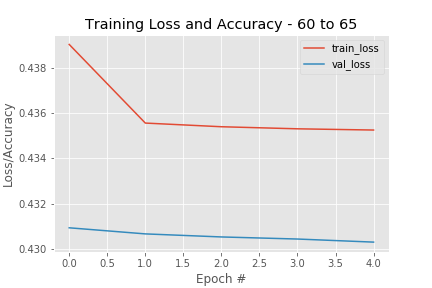 Training Loss and Accuracy - 60 to 65
train_loss
val_loss
Loss/Accuracy
0.438
0.436
0.434
0.432
0.430
0.0 0.5 1.0 1.5 2.0 2.5 3.0 3.5 4.0
Epoch #